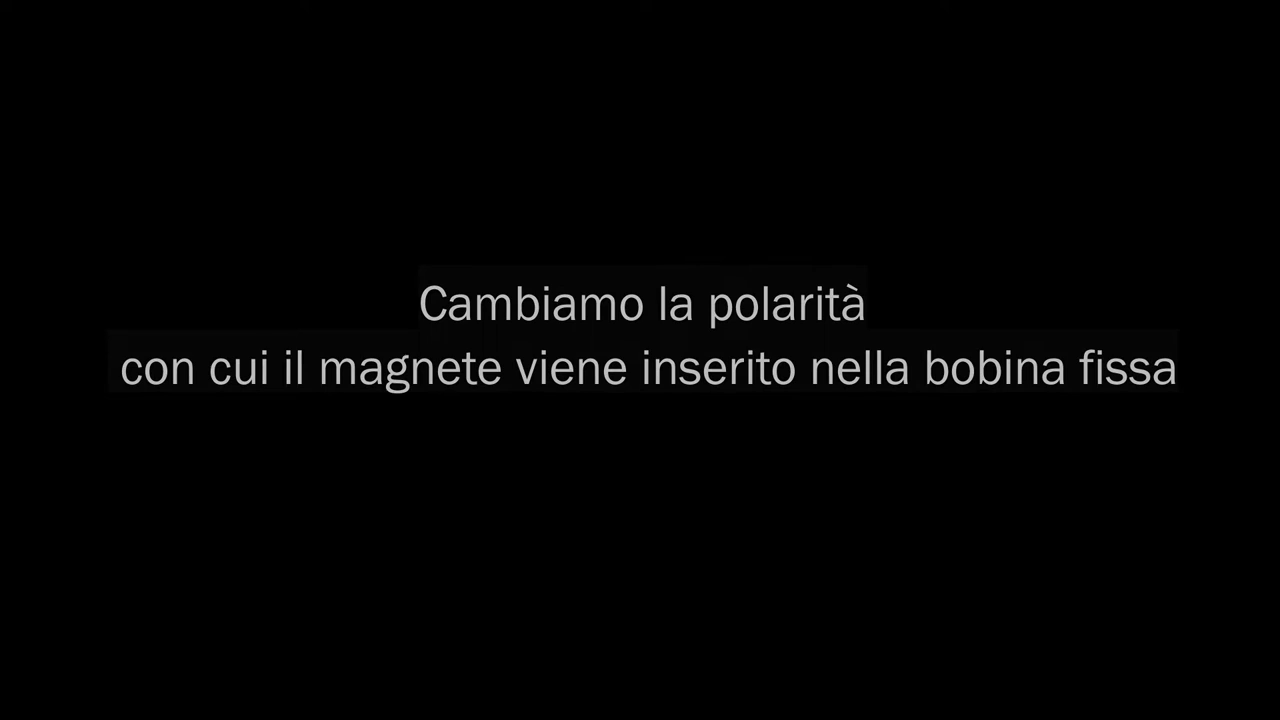 Cambiamo la polarità
con cui il magnete viene inserito nella bobina fissa